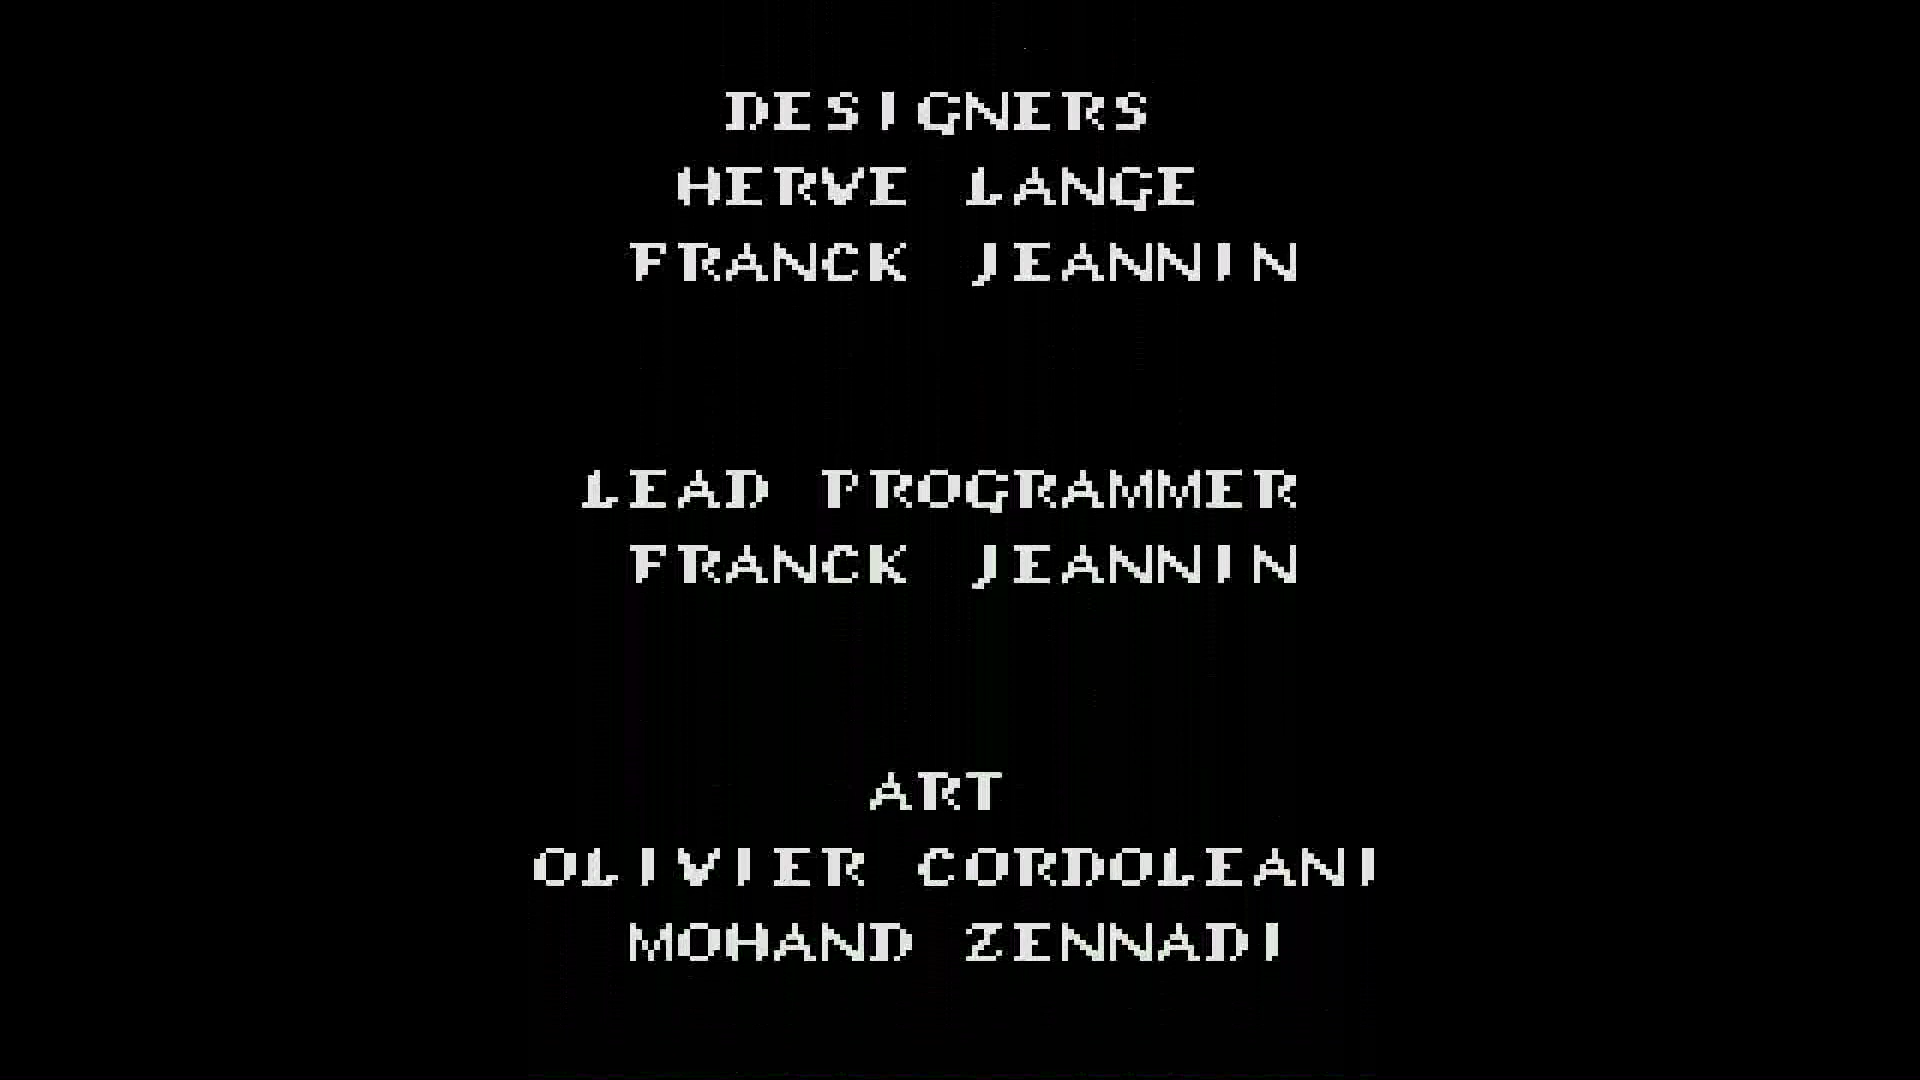 DESIGNERS
HERVE LANGE
FRANCK JEANNIN
LEAD PROGRAMMER
FRANCK JEANNIN
ART
OLIVIER CORDOLEANI
MOHAND ZENNADI